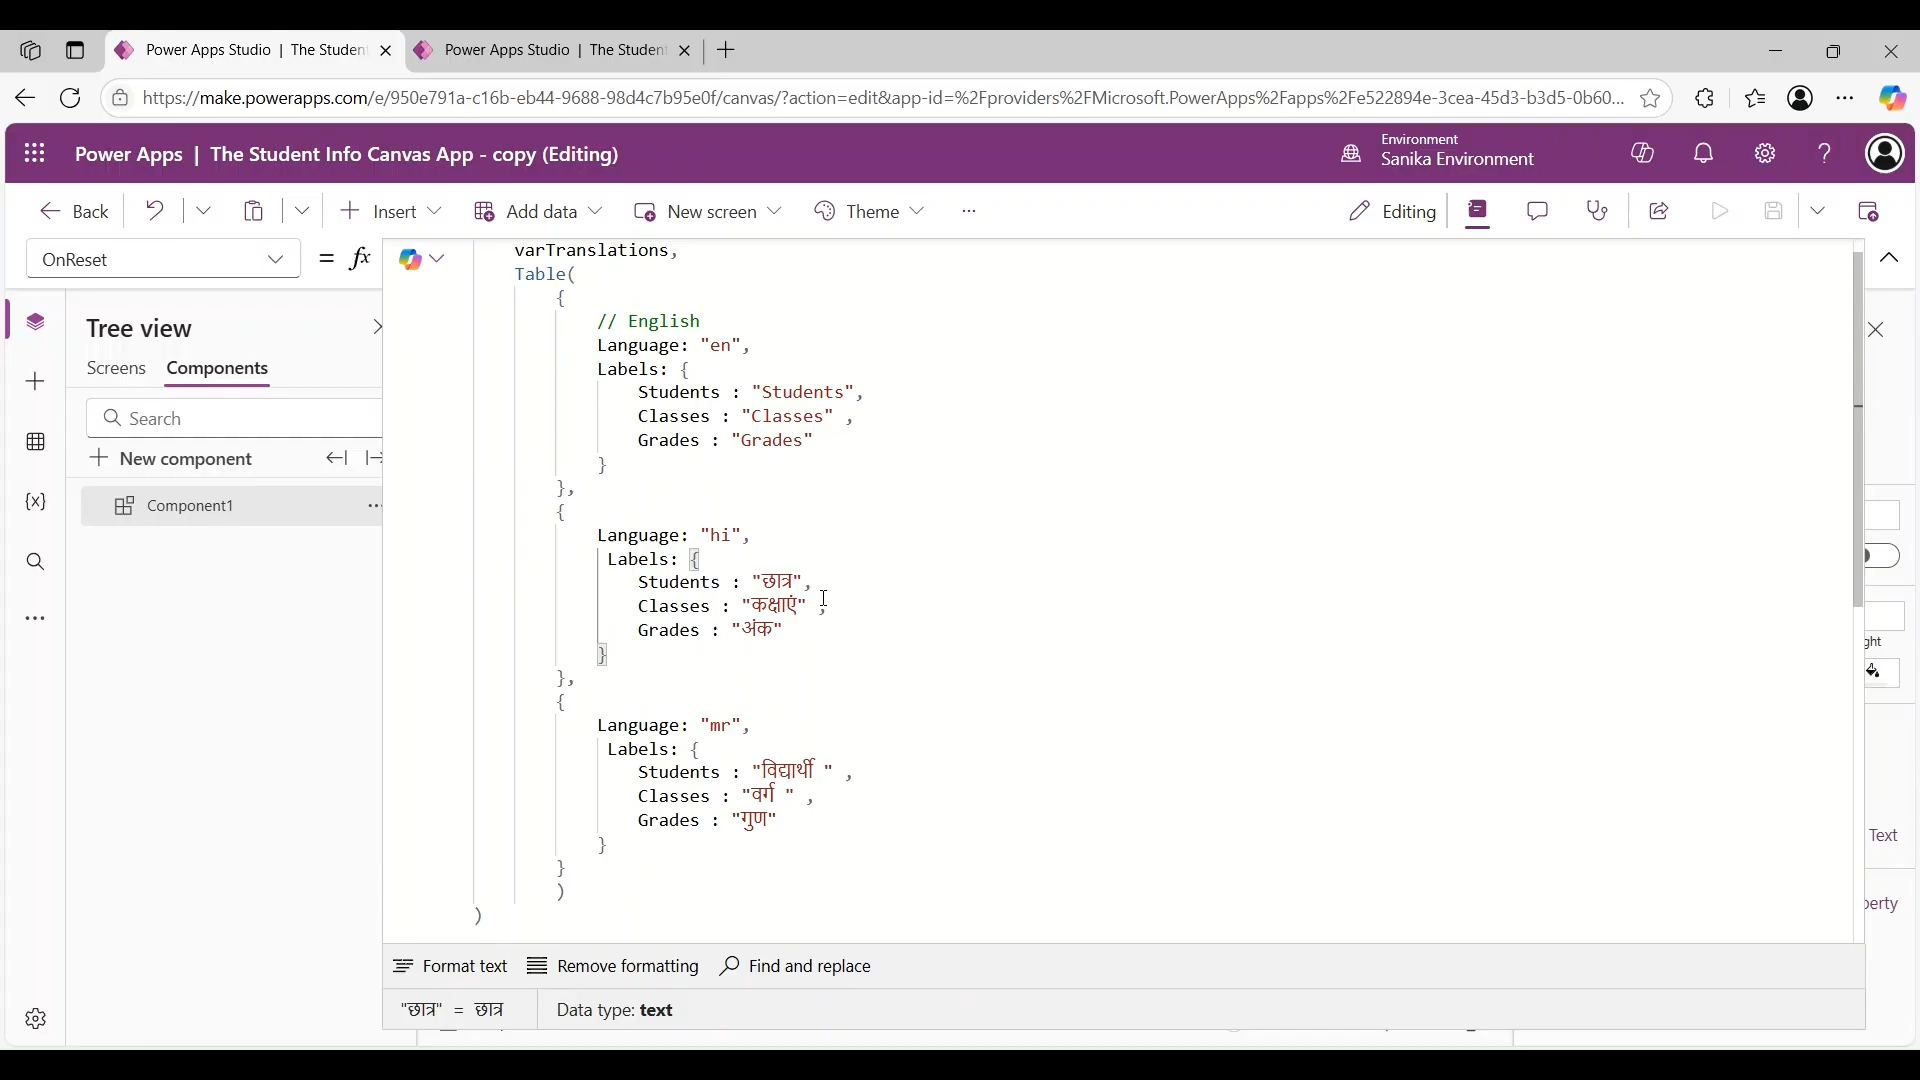 Power Apps Studio | The Student
Power Apps Studio | The Student
https://make.powerapps.com/e/950e791a-c16b-eb44-9688-98d4c7b95e0f/canvas/?action=edit&app-id=%2Fproviders%2FMicrosoft.PowerApps%2Fapps%2Fe522894e-3cea-45d3-b3d5-0b60...
Power Apps | The Student Info Canvas App - copy (Editing)
Environment
Sanika Environment
Back
Insert
Add data
New screen
Theme
Editing
OnReset
= fx
Tree view
Screens
Components
Search
New component
Component1
varTranslations,
Table(
{
// English
Language: "en",
Labels: {
Students : "Students",
Classes : "Classes" ,
Grades : "Grades"
}
},
{
Language: "hi",
Labels: {
Students : "छात्र",
Classes : "कक्षाएं" ,
Grades : "अंक"
}
},
{
Language: "mr",
Labels: {
Students : "विद्यार्थी " ,
Classes : "वर्ग " ,
Grades : "गुण"
}
}
)
)
ght
Text
perty
Format text
Remove formatting
Find and replace
"छात्र" = छात्र
Data type: text